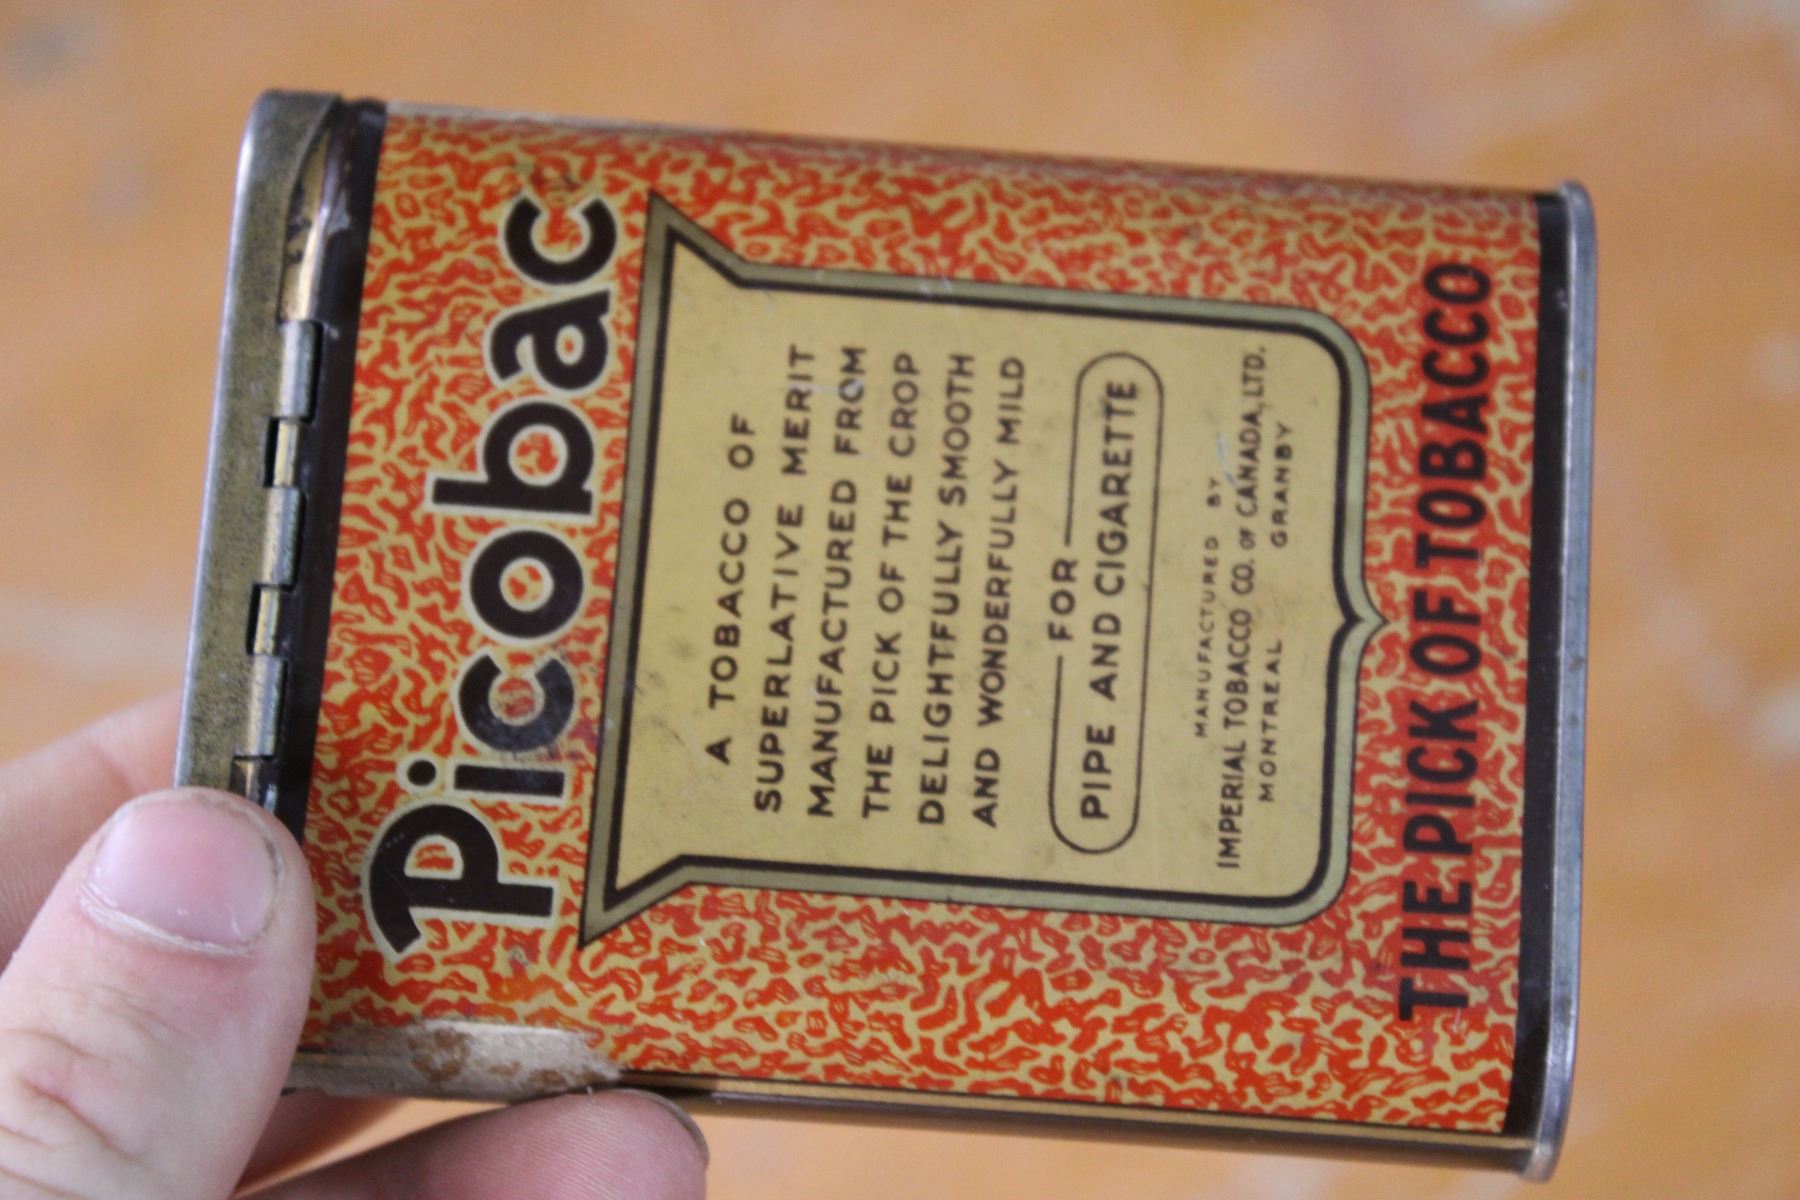 Picobac
A TOBACCO OF
SUPERLATIVE MERIT
MANUFACTURED FROM
THE PICK OF THE CROP
DELIGHTFULLY SMOOTH
AND WONDERFULLY MILD
FOR
PIPE AND CIGARETTE
MANUFACTURED BY
IMPERIAL TOBACCO CO. OF CANADA, LTD.
MONTREAL GRANBY
THE PICK OF TOBACCO